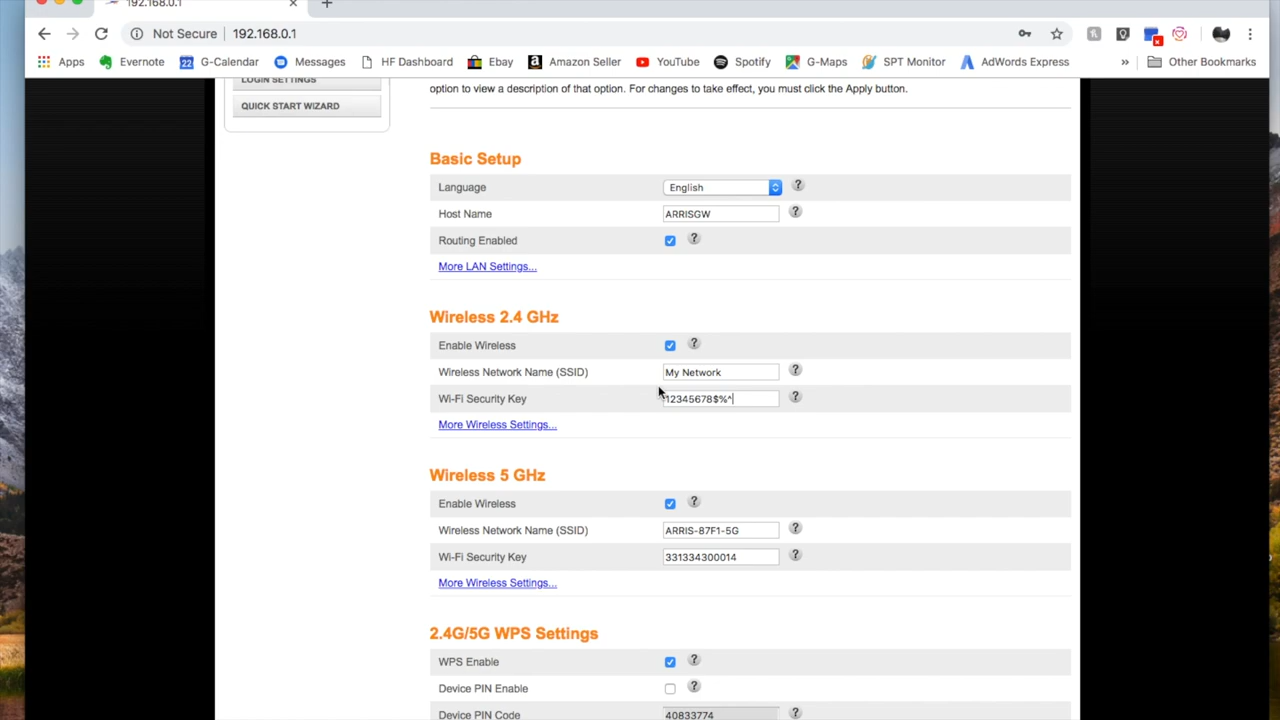 192.168.0.1
Not Secure 192.168.0.1
Apps Evernote 22 G-Calendar Messages HF Dashboard Ebay Amazon Seller YouTube Spotify G-Maps SPT Monitor AdWords Express » Other Bookmarks
LOGIN SETTINGS
QUICK START WIZARD
option to view a description of that option. For changes to take effect, you must click the Apply button.
Basic Setup
Language English ?
Host Name ARRISGW ?
Routing Enabled ?
More LAN Settings...
Wireless 2.4 GHz
Enable Wireless ?
Wireless Network Name (SSID) My Network ?
Wi-Fi Security Key 12345678$%^ ?
More Wireless Settings...
Wireless 5 GHz
Enable Wireless ?
Wireless Network Name (SSID) ARRIS-87F1-5G ?
Wi-Fi Security Key 331334300014 ?
More Wireless Settings...
2.4G/5G WPS Settings
WPS Enable ?
Device PIN Enable ?
Device PIN Code 40833774 ?